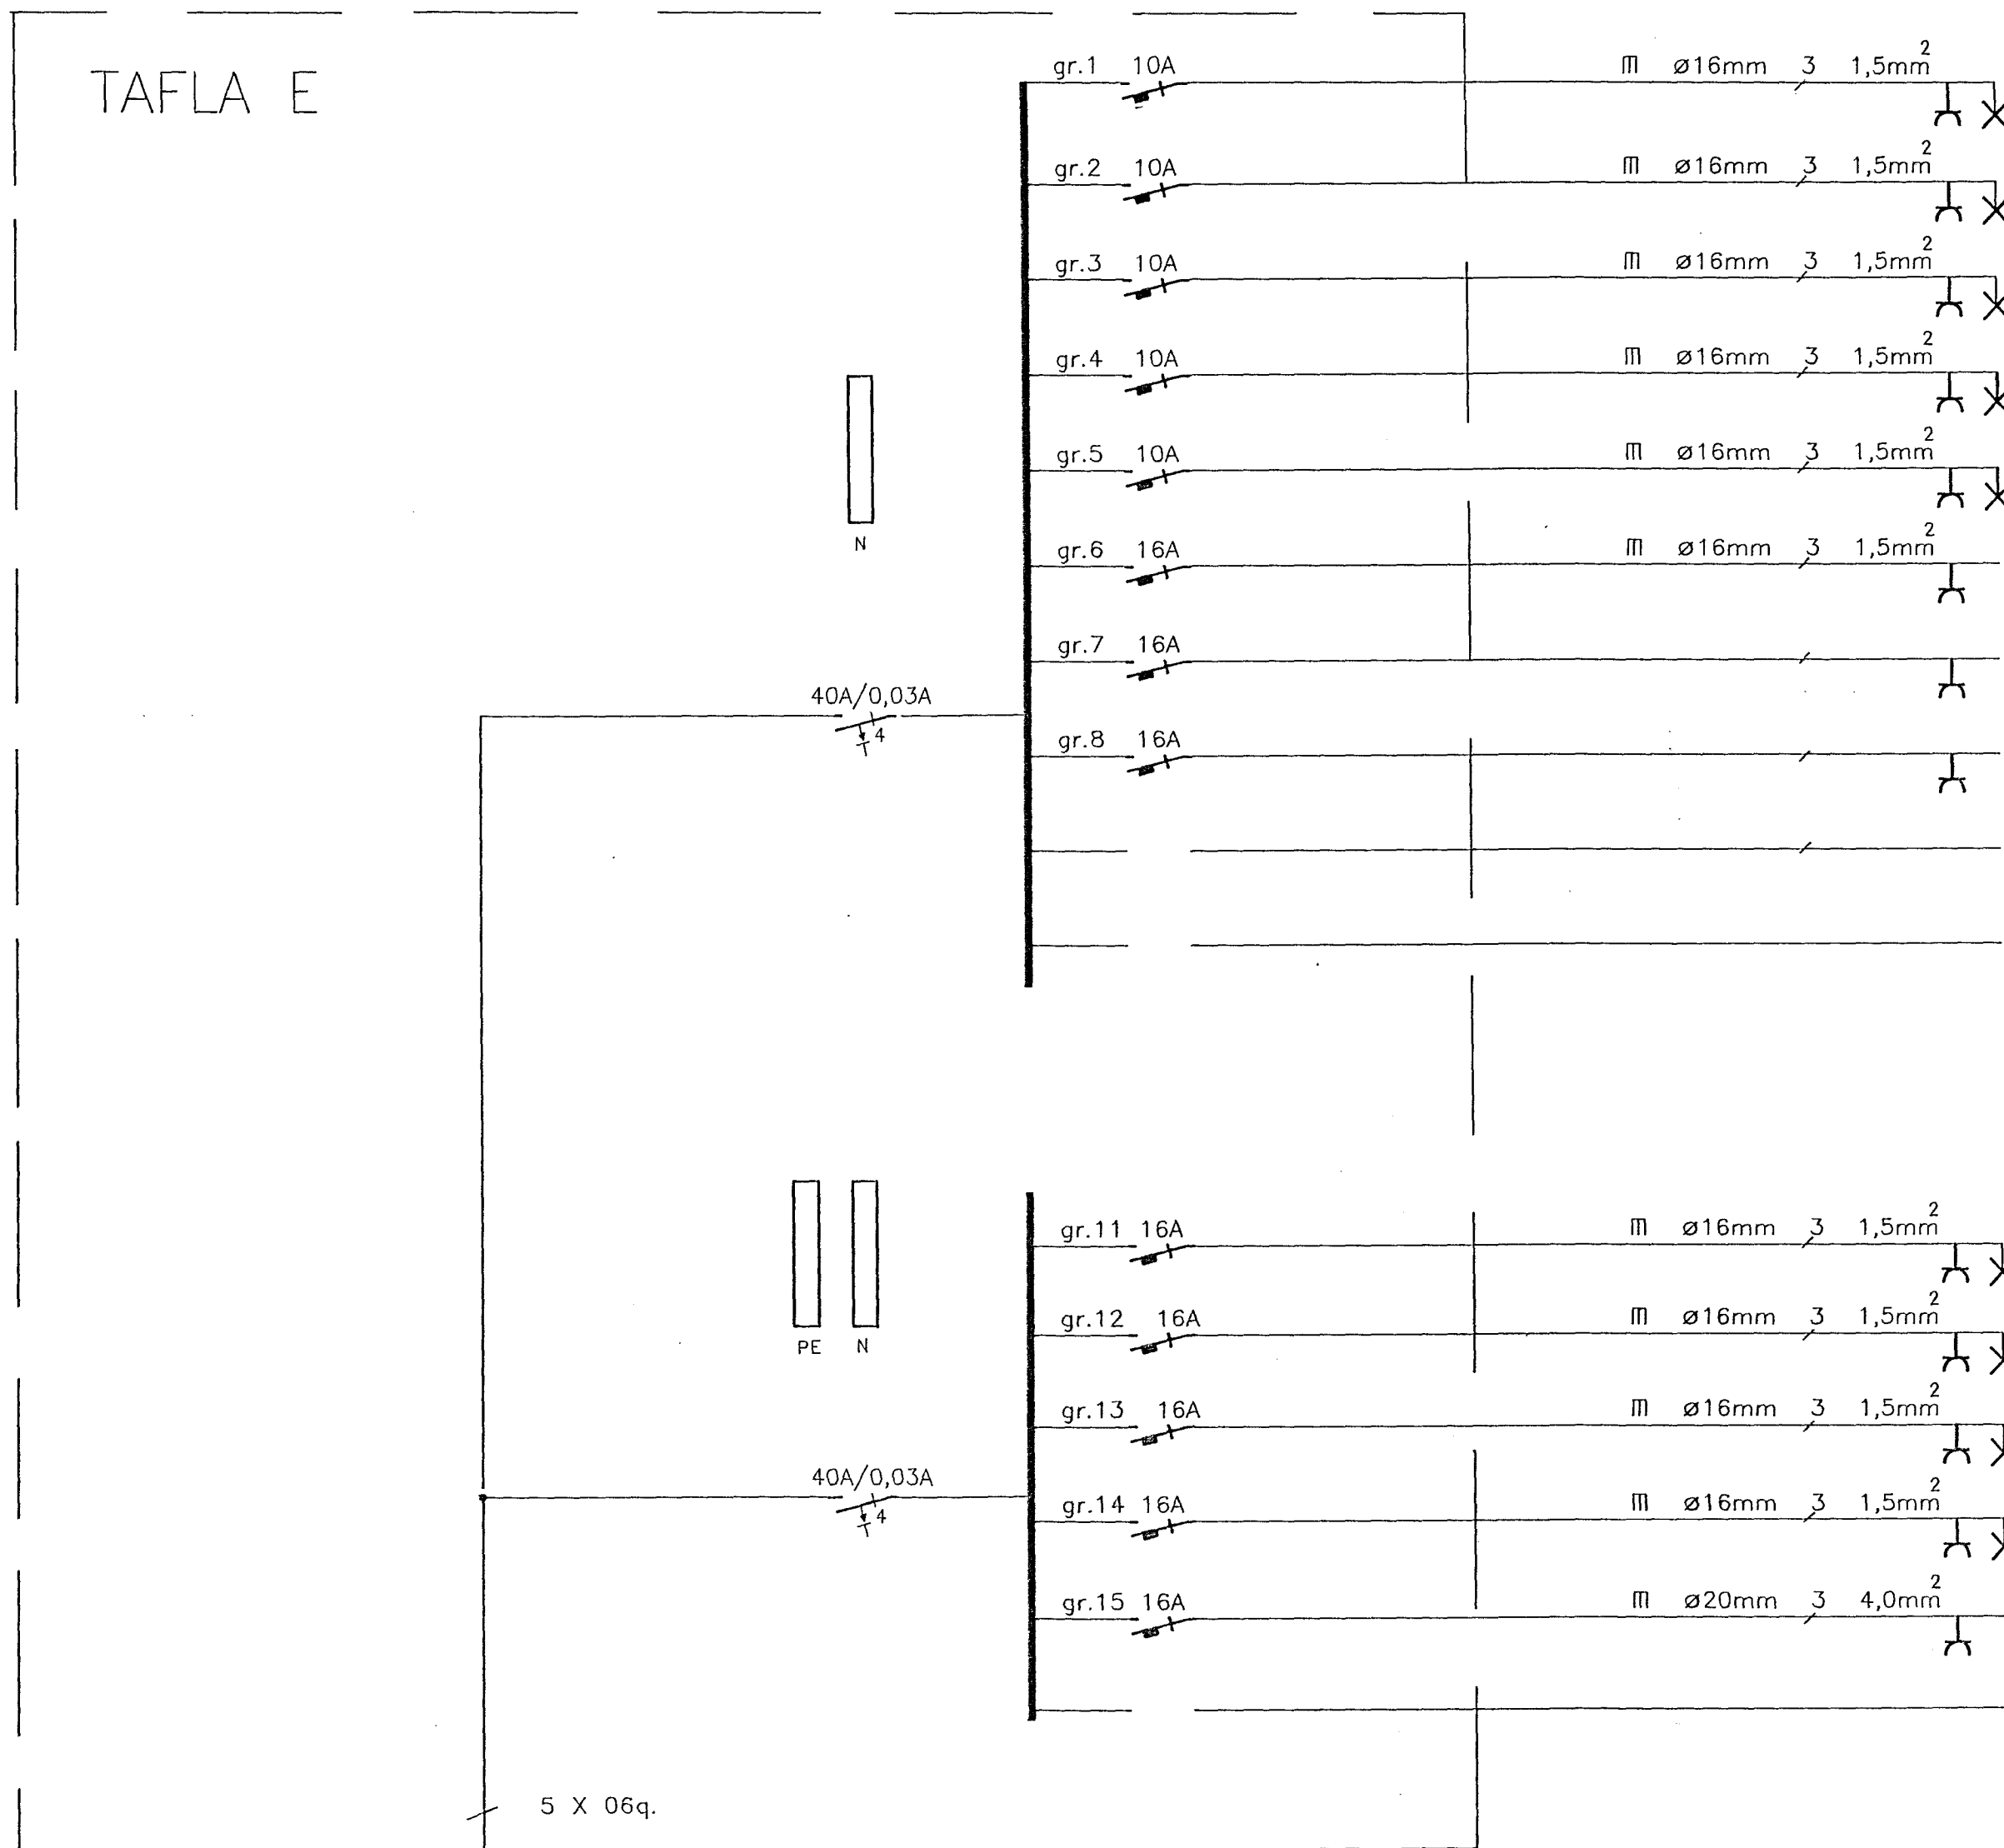 TAFLA E
gr.1 10A m ø16mm 3 1,5mm²
gr.2 10A m ø16mm 3 1,5mm²
gr.3 10A m ø16mm 3 1,5mm²
gr.4 10A m ø16mm 3 1,5mm²
gr.5 10A m ø16mm 3 1,5mm²
N
gr.6 16A m ø16mm 3 1,5mm²
gr.7 16A
40A/0,03A
4
gr.8 16A
gr.11 16A m ø16mm 3 1,5mm²
gr.12 16A m ø16mm 3 1,5mm²
PE N
gr.13 16A m ø16mm 3 1,5mm²
40A/0,03A
4
gr.14 16A m ø16mm 3 1,5mm²
gr.15 16A m ø20mm 3 4,0mm²
5 X 06q.